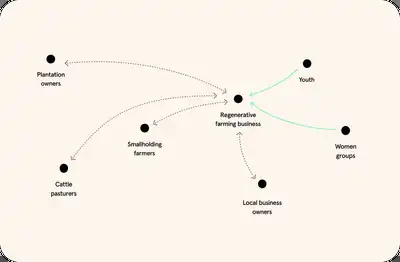 Plantation
owners
Youth
Regenerative
farming business
Smallholding
farmers
Women
groups
Cattle
pasturers
Local business
owners